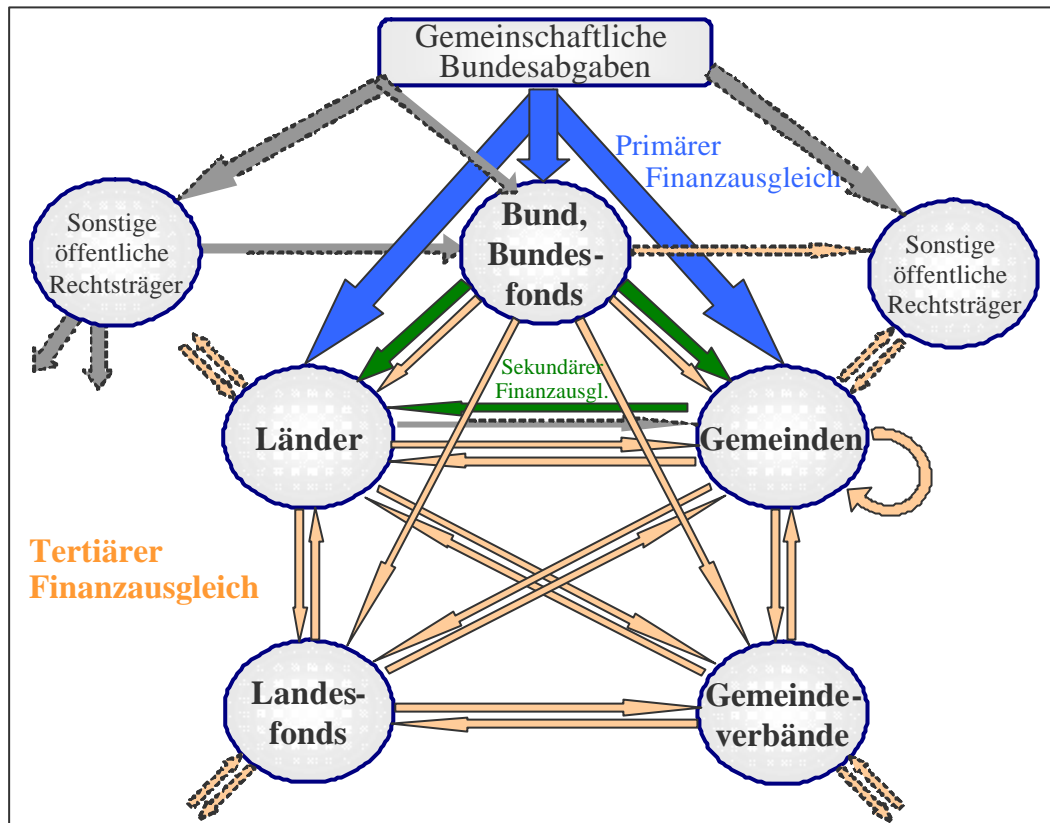 Gemeinschaftliche
Bundesabgaben
Primärer
Finanzausgleich
Sonstige
öffentliche
Rechtsträger
Bund,
Bundes-
fonds
Sonstige
öffentliche
Rechtsträger
Sekundärer
Finanzausgl.
Länder
Gemeinden
Tertiärer
Finanzausgleich
Landes-
fonds
Gemeinde-
verbände